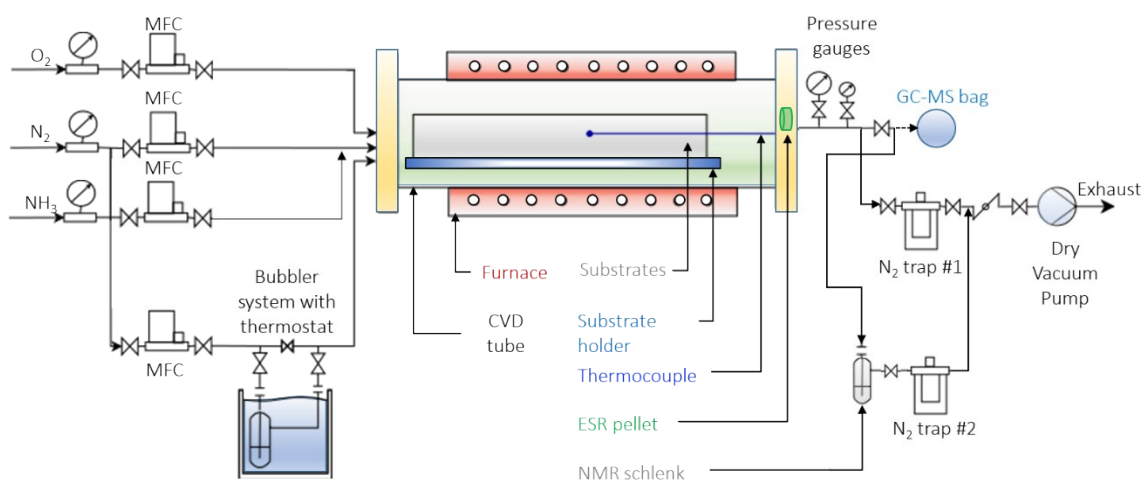 MFC
O2
MFC
N2
MFC
NH3
MFC
Bubbler
system with
thermostat
Furnace
Substrates
CVD
tube
Substrate
holder
Thermocouple
ESR pellet
NMR schlenk
Pressure
gauges
GC-MS bag
Exhaust
N2 trap #1
Dry
Vacuum
Pump
N2 trap #2